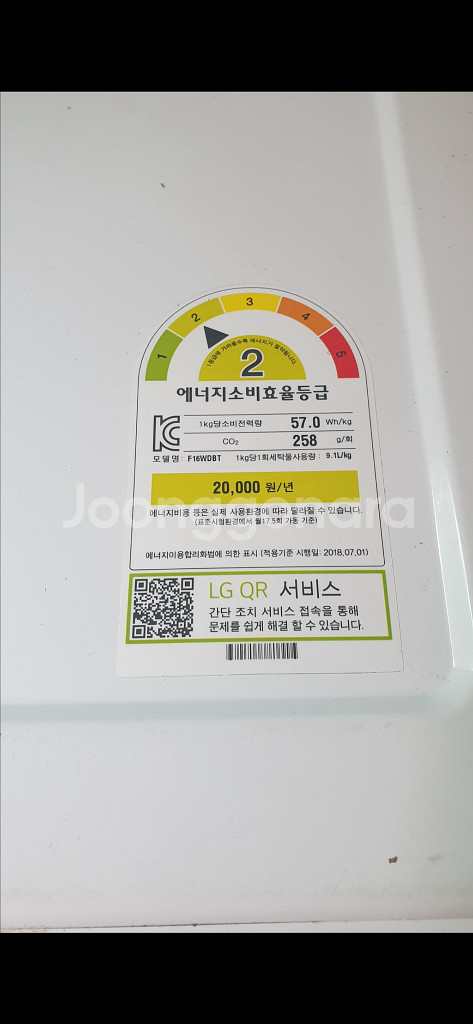 1 2 3 4 5
1등급에 가까울수록 에너지가 절약됩니다
2
에너지소비효율등급
1kg당소비전력량 57.0 Wh/kg
CO₂ 258 g/회
모델명: F16WDBT 1kg당1회세탁물사용량 : 9.1L/kg
20,000 원/년
에너지비용 등은 실제 사용환경에 따라 달라질 수 있습니다.
(표준시험환경에서 월17.5회 가동 기준)
Joonggonara
에너지이용합리화법에 의한 표시 (적용기준 시행일: 2018.07.01)
LG QR 서비스
간단 조치 서비스 접속을 통해
문제를 쉽게 해결 할 수 있습니다.